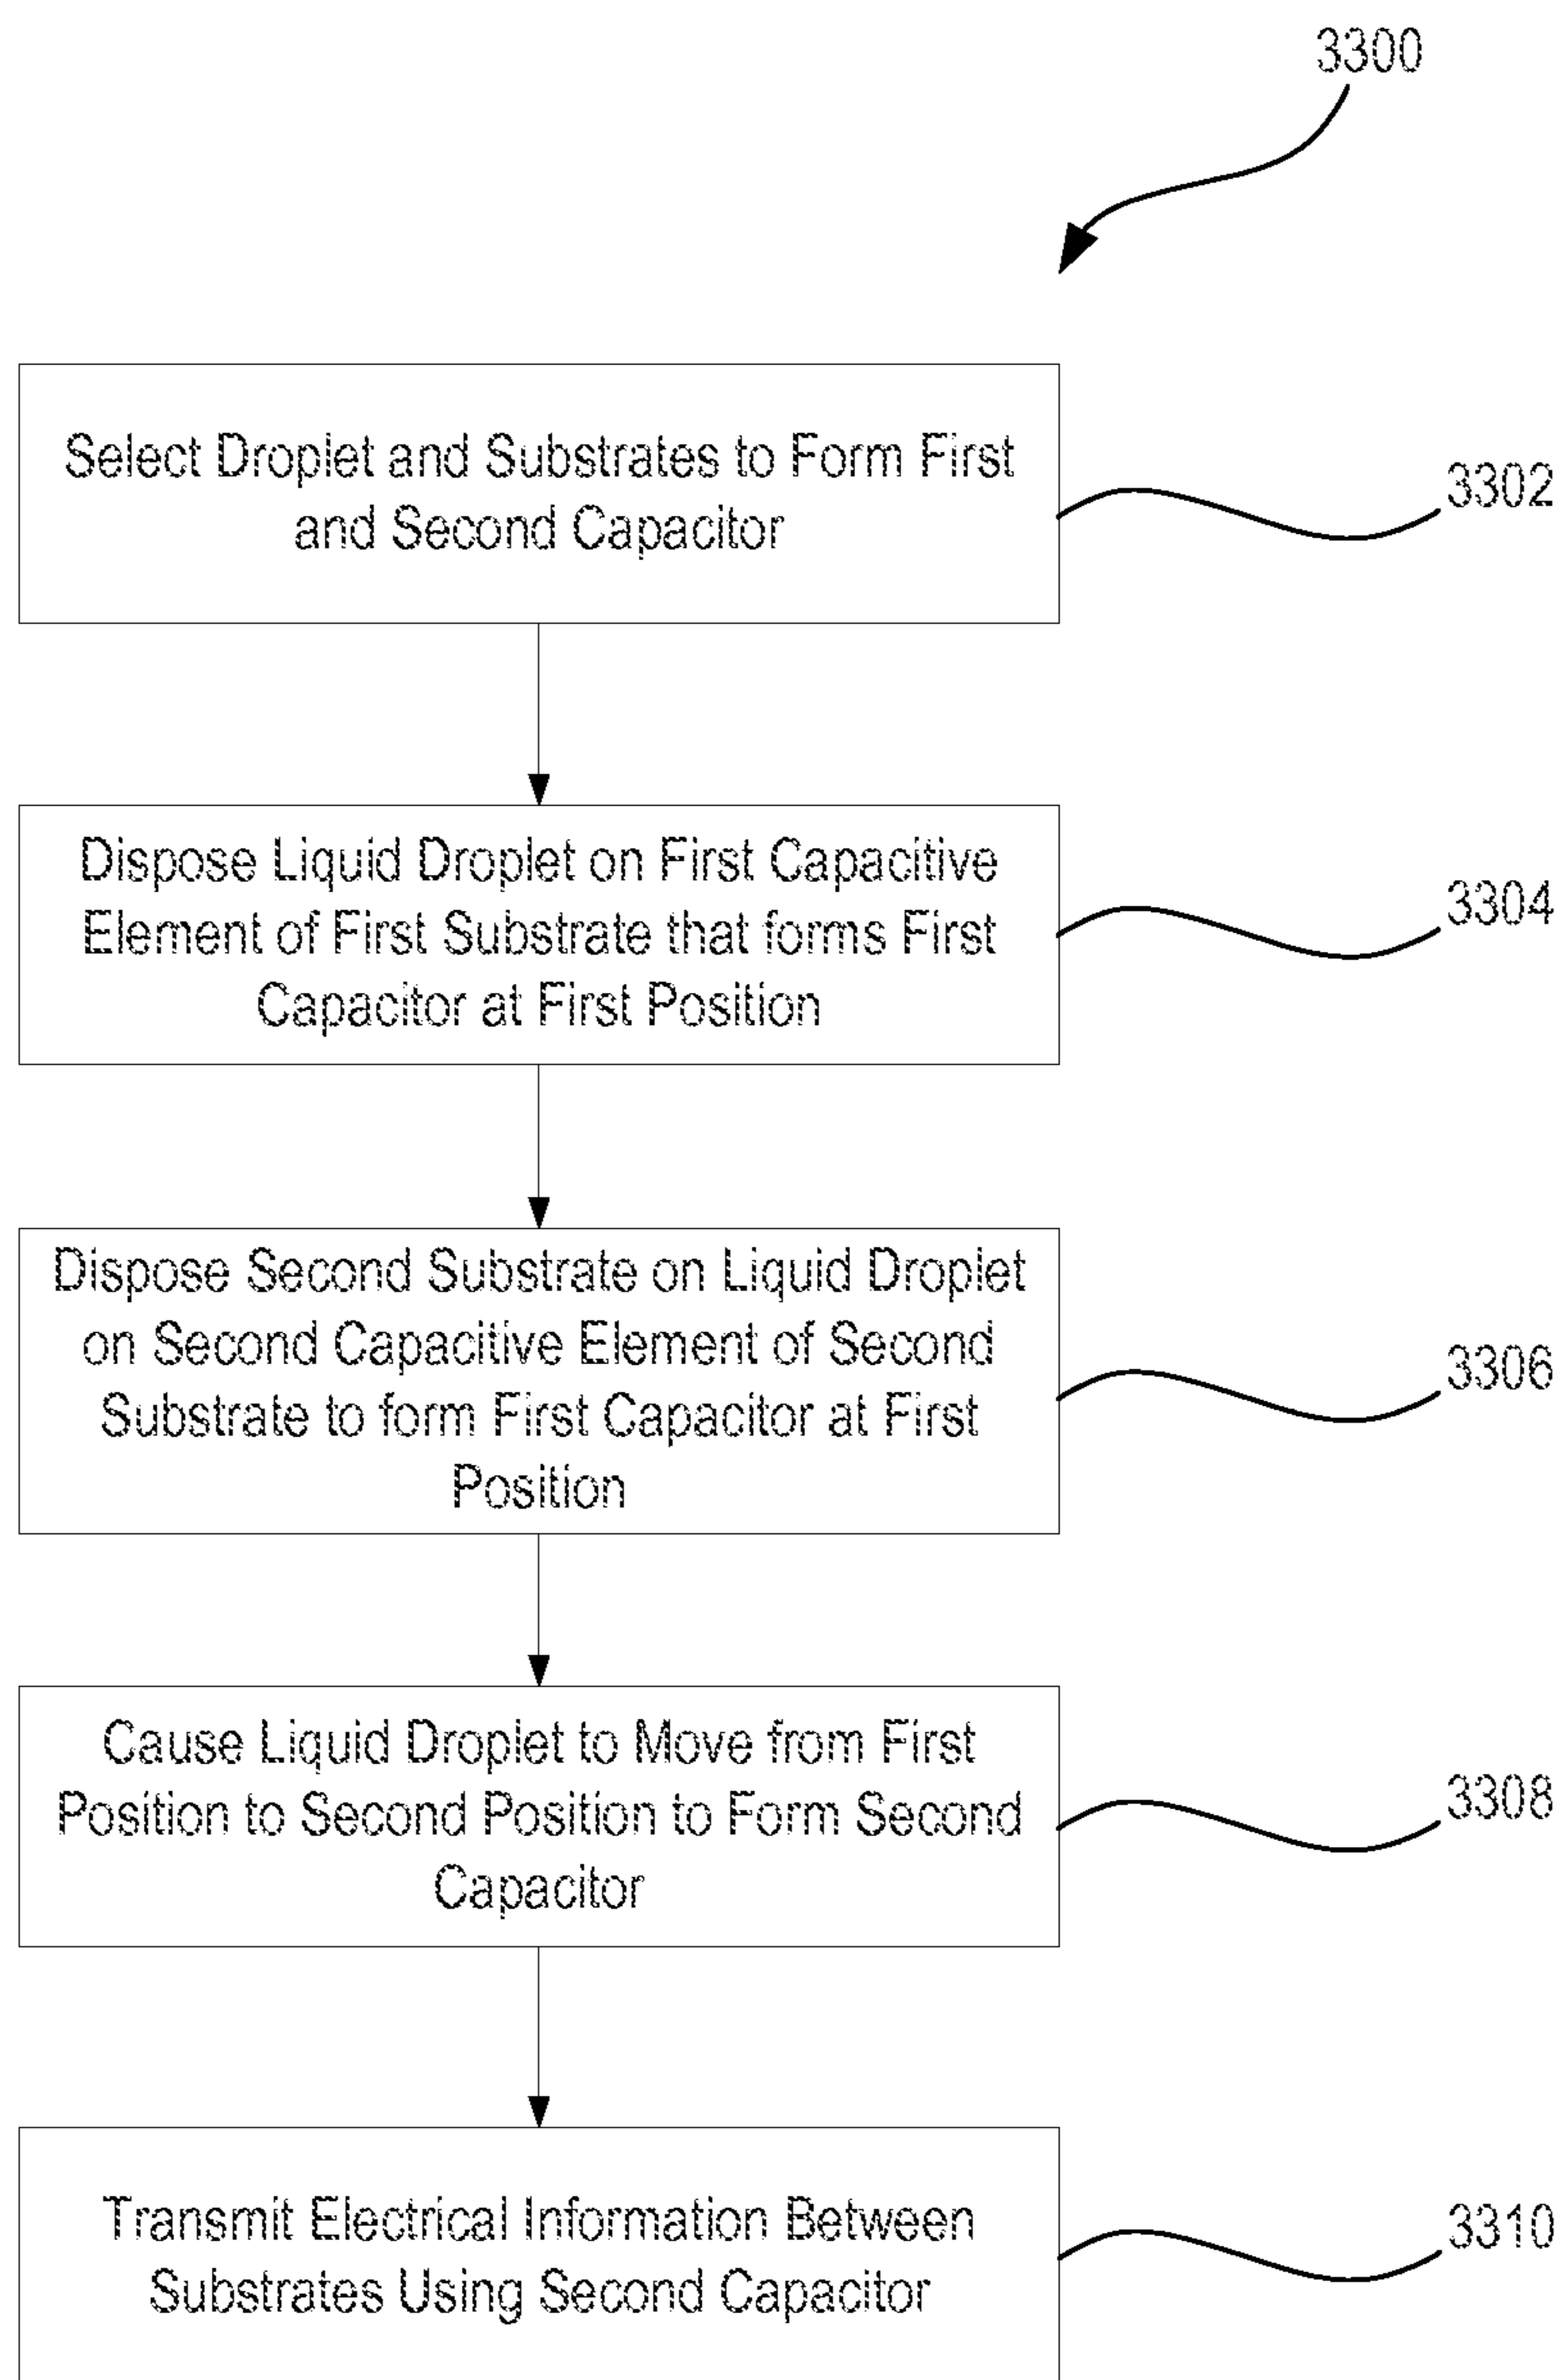 3300
Select Droplet and Substrates to Form First
and Second Capacitor
3302
Dispose Liquid Droplet on First Capacitive
Element of First Substrate that forms First
Capacitor at First Position
3304
Dispose Second Substrate on Liquid Droplet
on Second Capacitive Element of Second
Substrate to form First Capacitor at First
Position
3306
Cause Liquid Droplet to Move from First
Position to Second Position to Form Second
Capacitor
3308
Transmit Electrical Information Between
Substrates Using Second Capacitor
3310